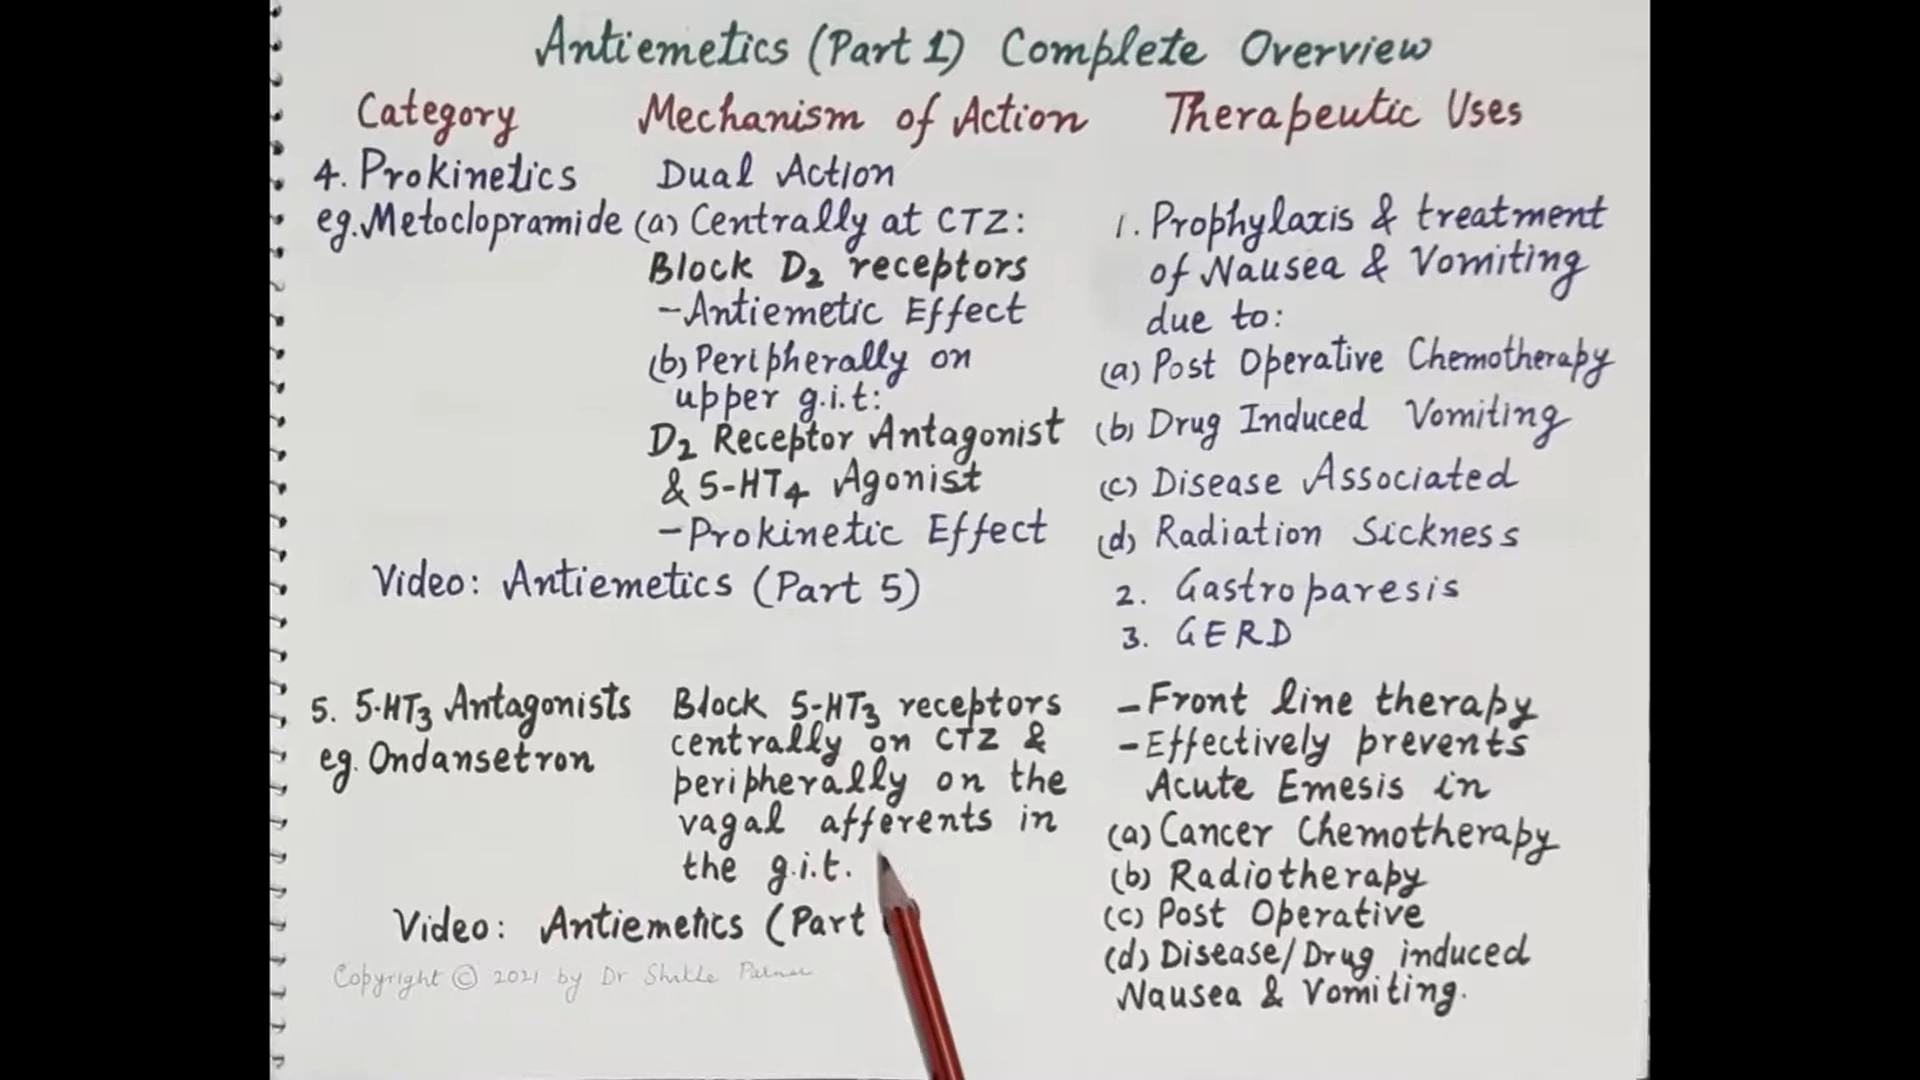 Antiemetics (Part 1) Complete Overview
Category Mechanism of Action Therapeutic Uses
4. Prokinetics Dual Action
eg. Metoclopramide (a) Centrally at CTZ:
Block D2 receptors
- Antiemetic Effect
(b) Peripherally on
upper g.i.t:
D2 Receptor Antagonist
& 5-HT4 Agonist
- Prokinetic Effect
Video: Antiemetics (Part 5)
1. Prophylaxis & treatment
of Nausea & Vomiting
due to:
(a) Post Operative Chemotherapy
(b) Drug Induced Vomiting
(c) Disease Associated
(d) Radiation Sickness
2. Gastroparesis
3. GERD
5. 5-HT3 Antagonists
eg. Ondansetron
Block 5-HT3 receptors
centrally on CTZ &
peripherally on the
vagal afferents in
the g.i.t.
Video: Antiemetics (Part
- Front line therapy
- Effectively prevents
Acute Emesis in
(a) Cancer Chemotherapy
(b) Radiotherapy
(c) Post Operative
(d) Disease/Drug induced
Nausea & Vomiting.
Copyright © 2021 by Dr